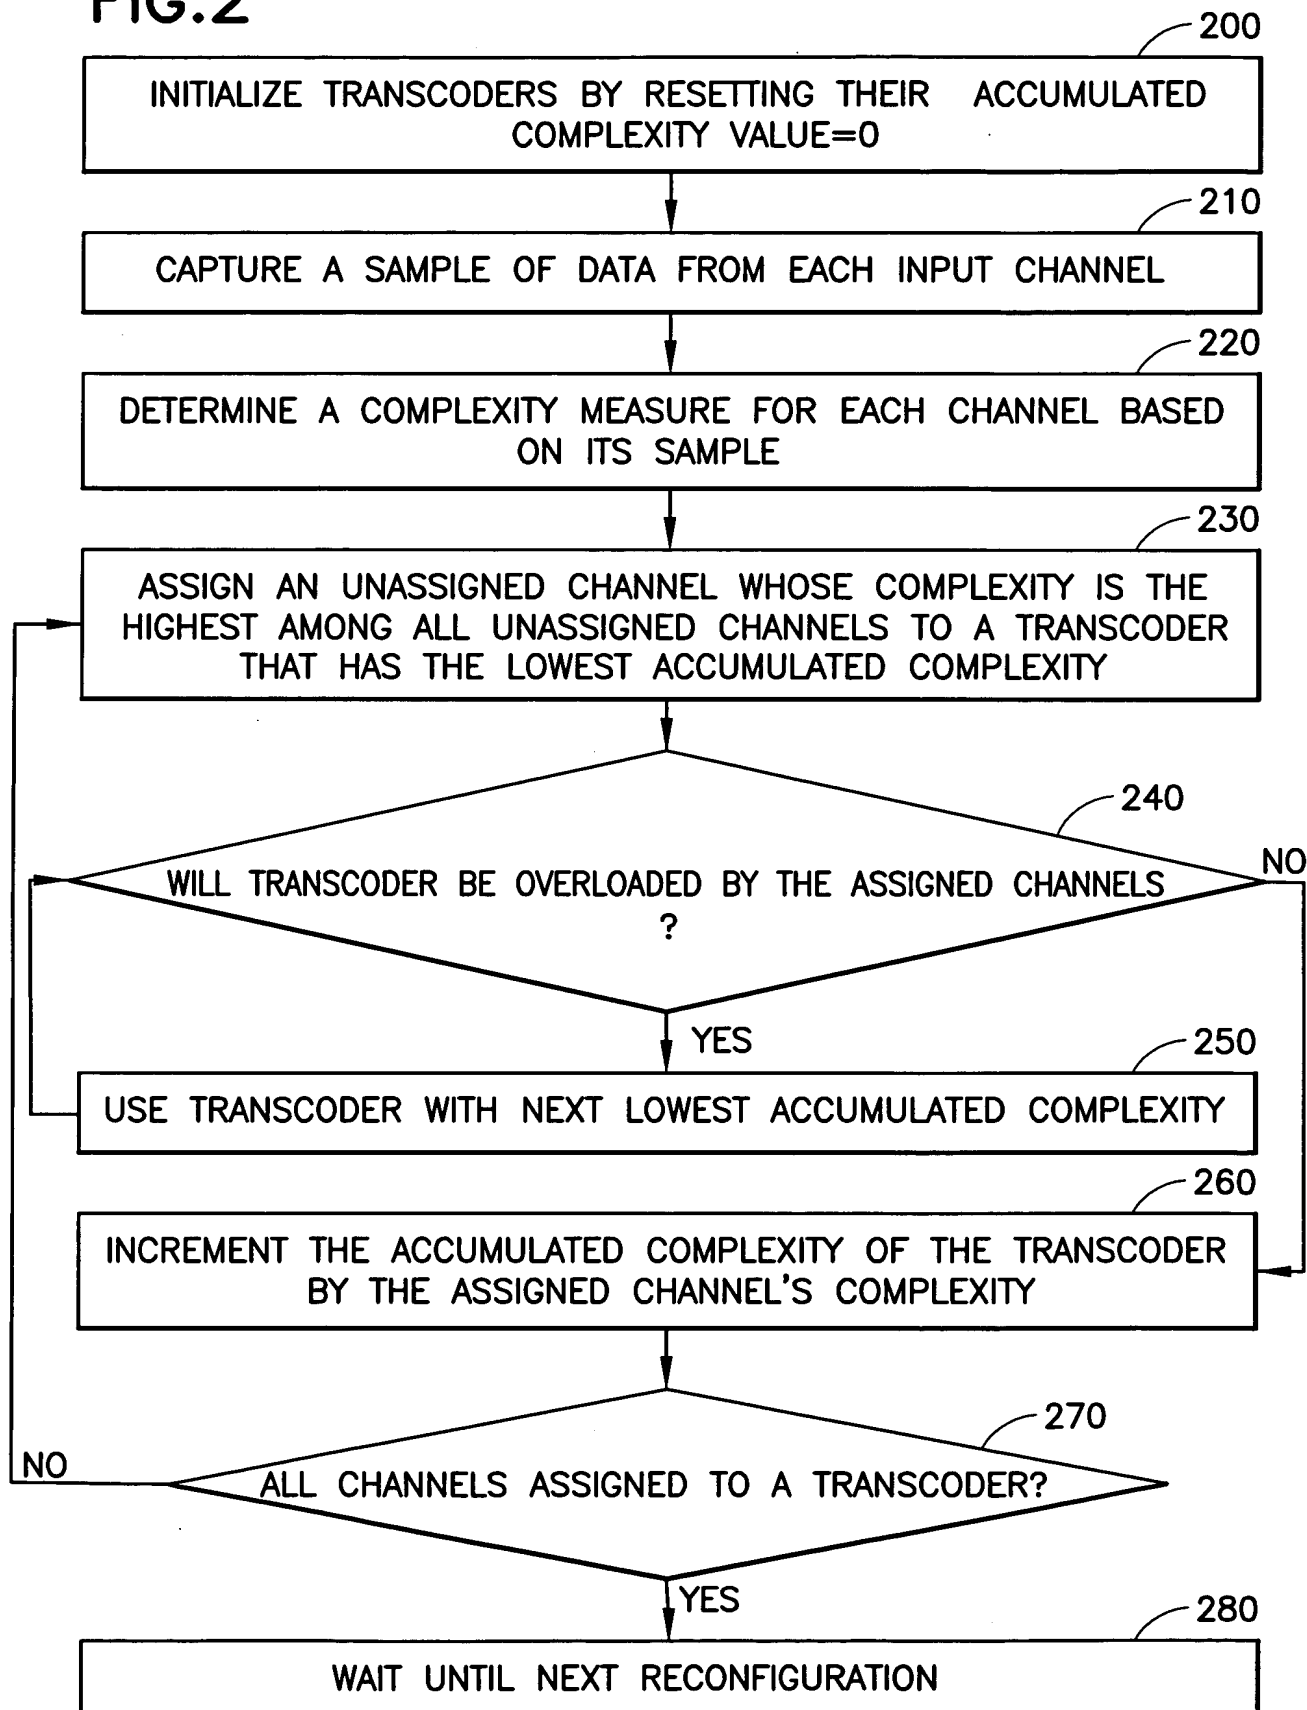 FIG.2
200
INITIALIZE TRANSCODERS BY RESETTING THEIR ACCUMULATED
COMPLEXITY VALUE=0
210
CAPTURE A SAMPLE OF DATA FROM EACH INPUT CHANNEL
220
DETERMINE A COMPLEXITY MEASURE FOR EACH CHANNEL BASED
ON ITS SAMPLE
230
ASSIGN AN UNASSIGNED CHANNEL WHOSE COMPLEXITY IS THE
HIGHEST AMONG ALL UNASSIGNED CHANNELS TO A TRANSCODER
THAT HAS THE LOWEST ACCUMULATED COMPLEXITY
240
NO
WILL TRANSCODER BE OVERLOADED BY THE ASSIGNED CHANNELS
?
YES
250
USE TRANSCODER WITH NEXT LOWEST ACCUMULATED COMPLEXITY
260
INCREMENT THE ACCUMULATED COMPLEXITY OF THE TRANSCODER
BY THE ASSIGNED CHANNEL'S COMPLEXITY
270
NO
ALL CHANNELS ASSIGNED TO A TRANSCODER?
YES
280
WAIT UNTIL NEXT RECONFIGURATION